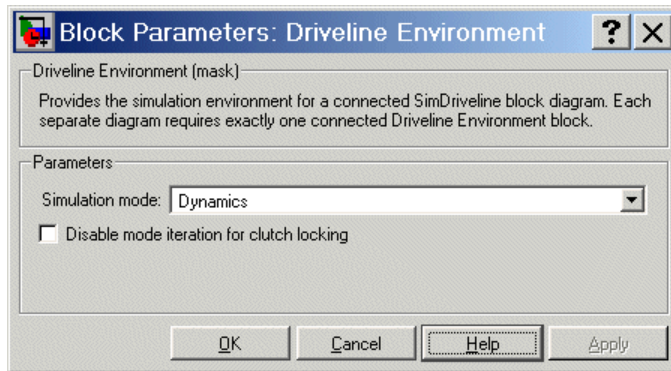 Block Parameters: Driveline Environment
Driveline Environment (mask)
Provides the simulation environment for a connected SimDriveline block diagram. Each
separate diagram requires exactly one connected Driveline Environment block.
Parameters
Simulation mode: Dynamics
Disable mode iteration for clutch locking
OK Cancel Help Apply